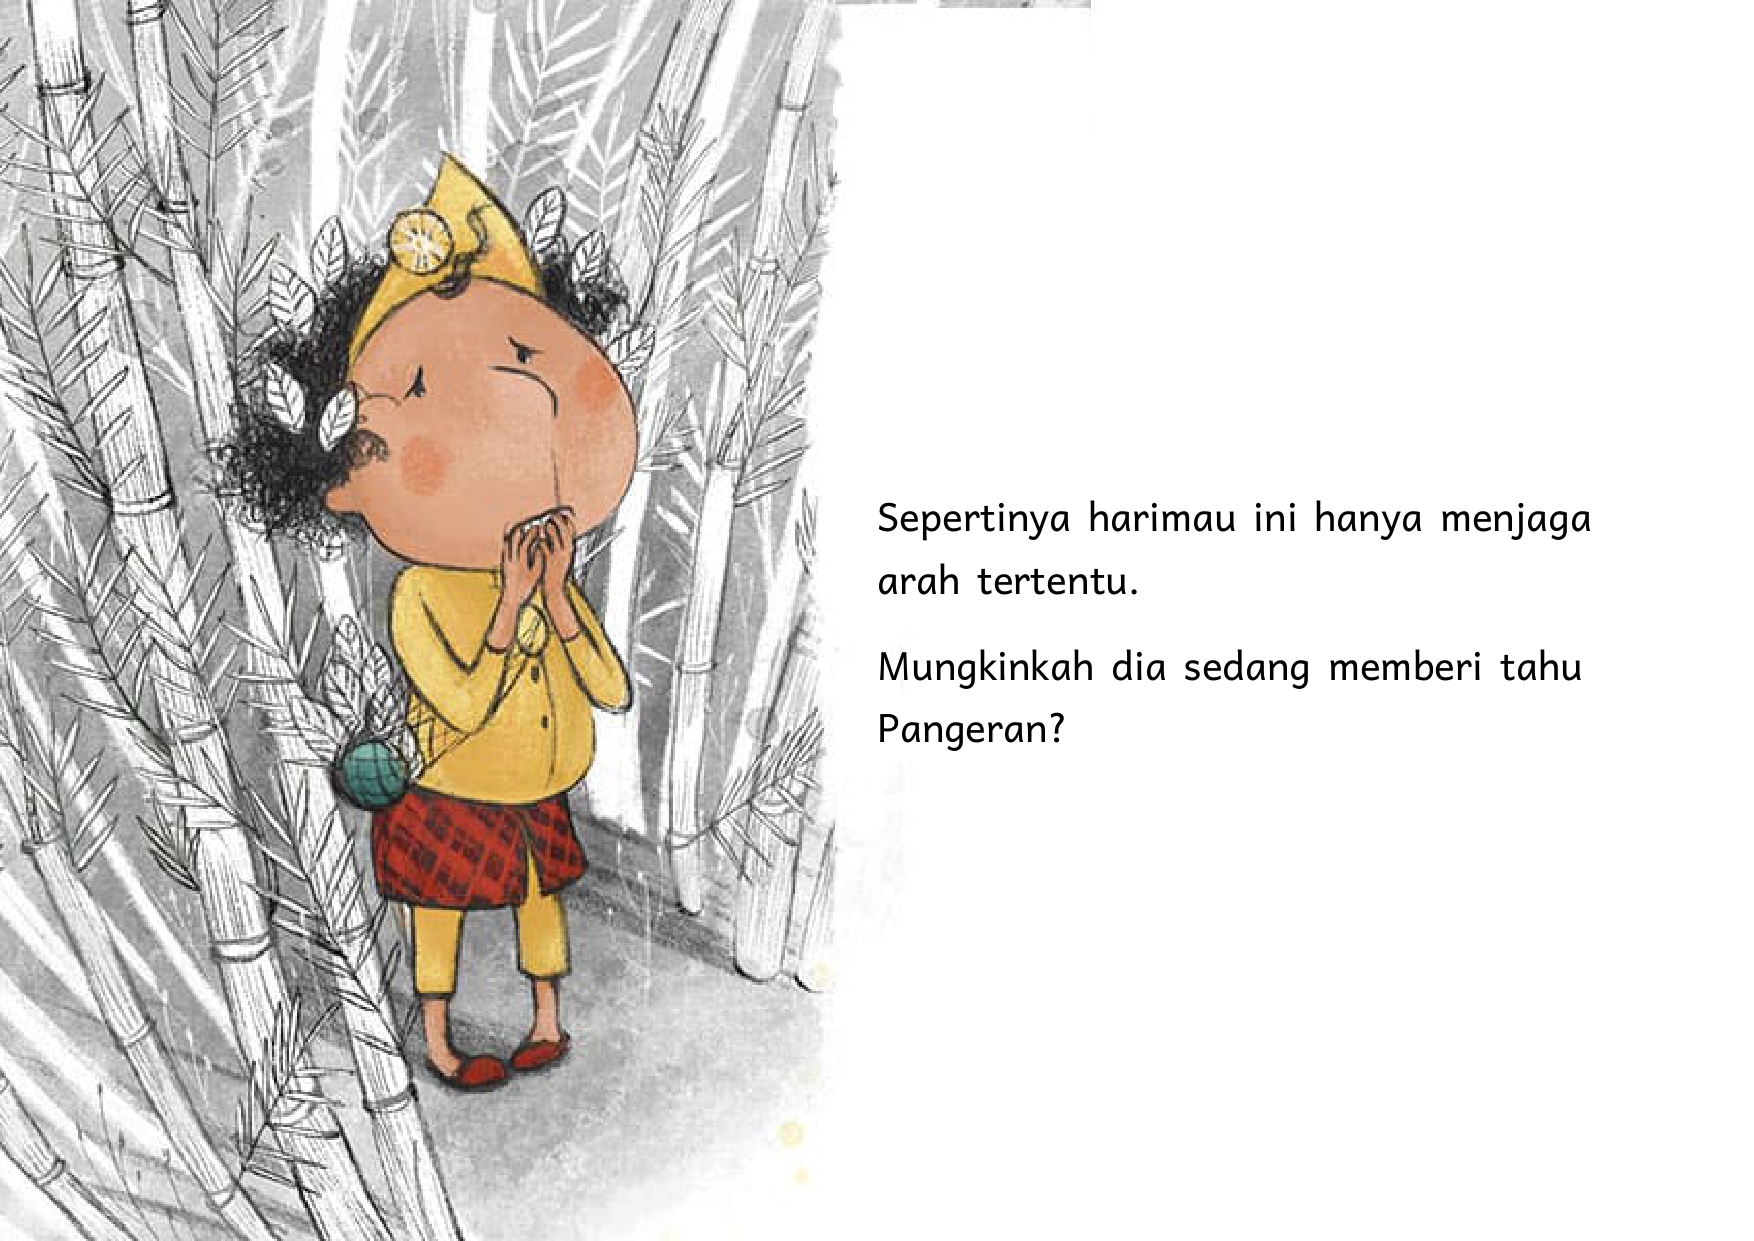 Sepertinya harimau ini hanya menjaga
arah tertentu.
Mungkinkah dia sedang memberi tahu
Pangeran?